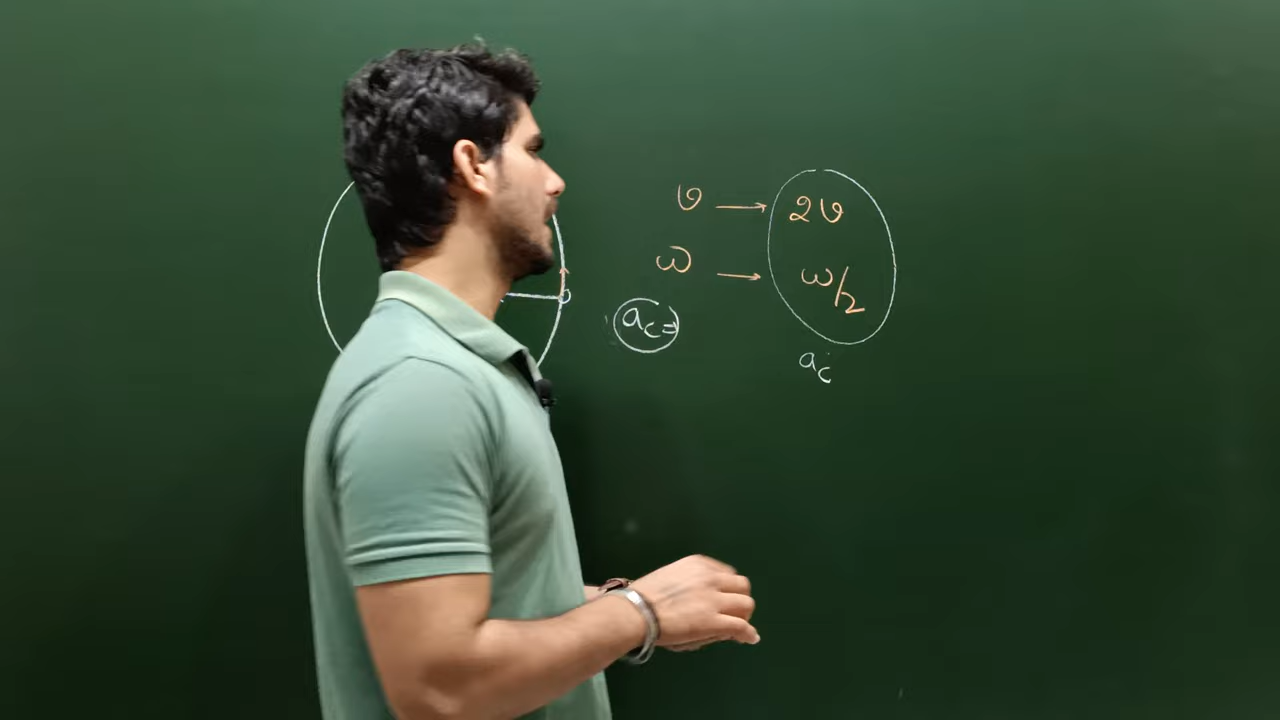 v → 2v
ω → ω/2
a_c=
a_c